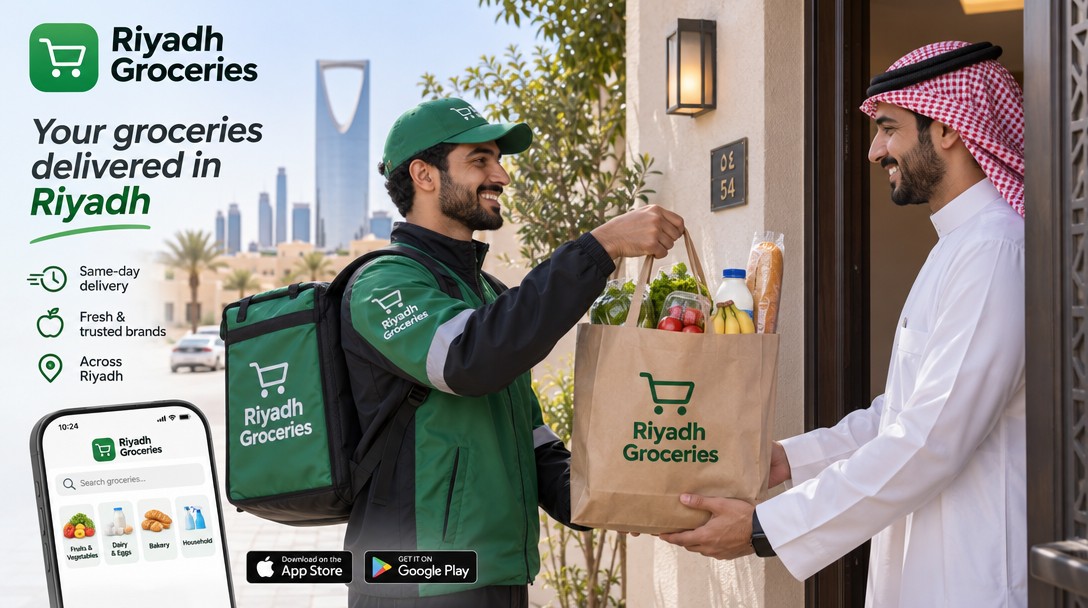 Riyadh
Groceries
Your groceries
delivered in
Riyadh
Same-day
delivery
Fresh &
trusted brands
Across
Riyadh
10:24
Riyadh
Groceries
Search groceries...
Fruits &
Vegetables
Dairy
& Eggs
Bakery
Household
Download on the
App Store
GET IT ON
Google Play
Riyadh
Groceries
Riyadh
Groceries
Riyadh
Groceries
٥٤
54